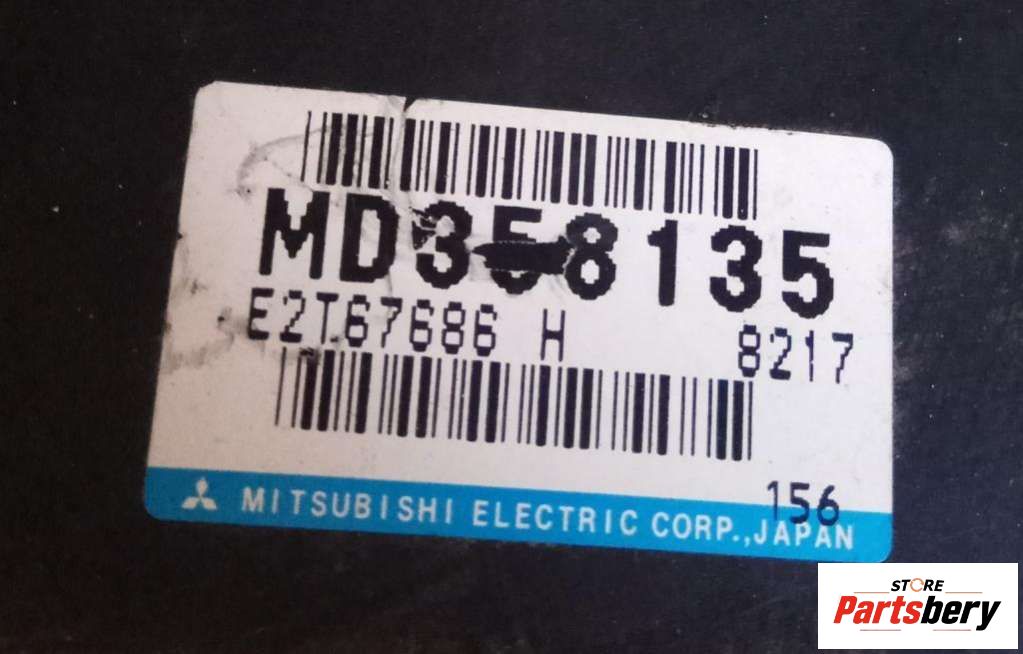 MD358135
E2T67686 H 8217
156
MITSUBISHI ELECTRIC CORP.,JAPAN
STORE
Partsbery